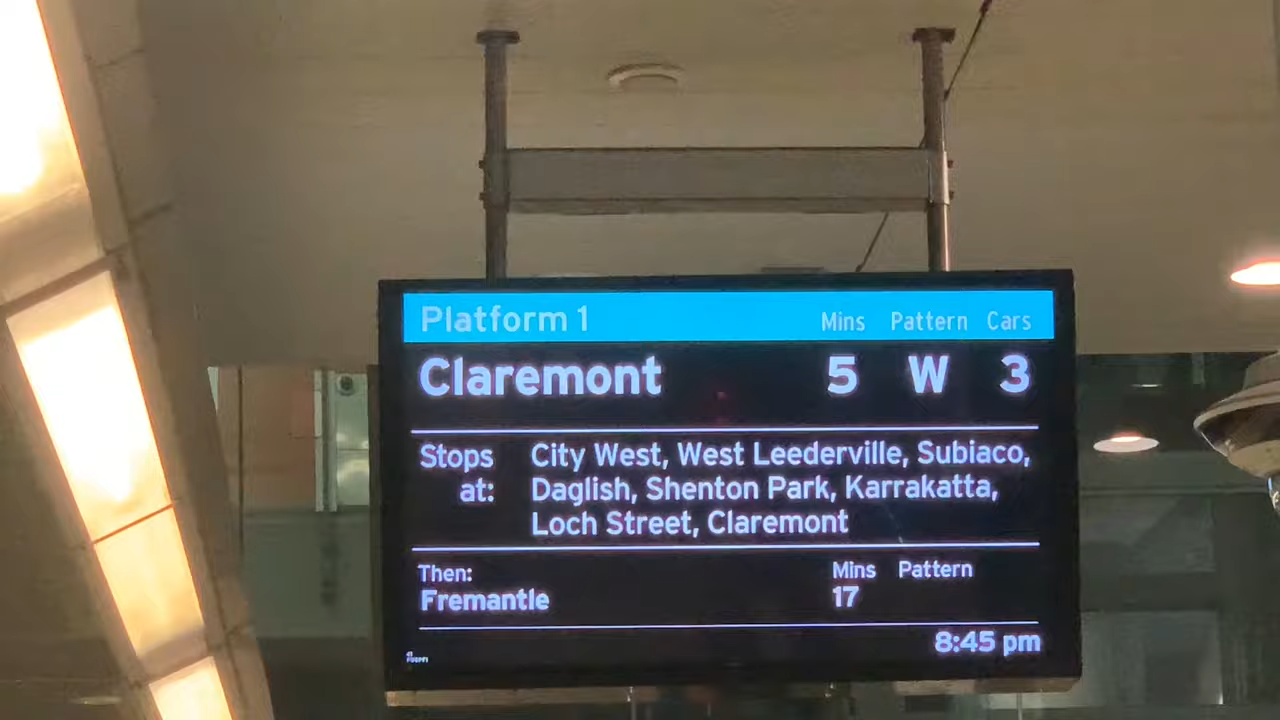 Platform 1 Mins Pattern Cars
Claremont 5 W 3
Stops at: City West, West Leederville, Subiaco,
Daglish, Shenton Park, Karrakatta,
Loch Street, Claremont
Then: Mins Pattern
Fremantle 17
8:45 pm